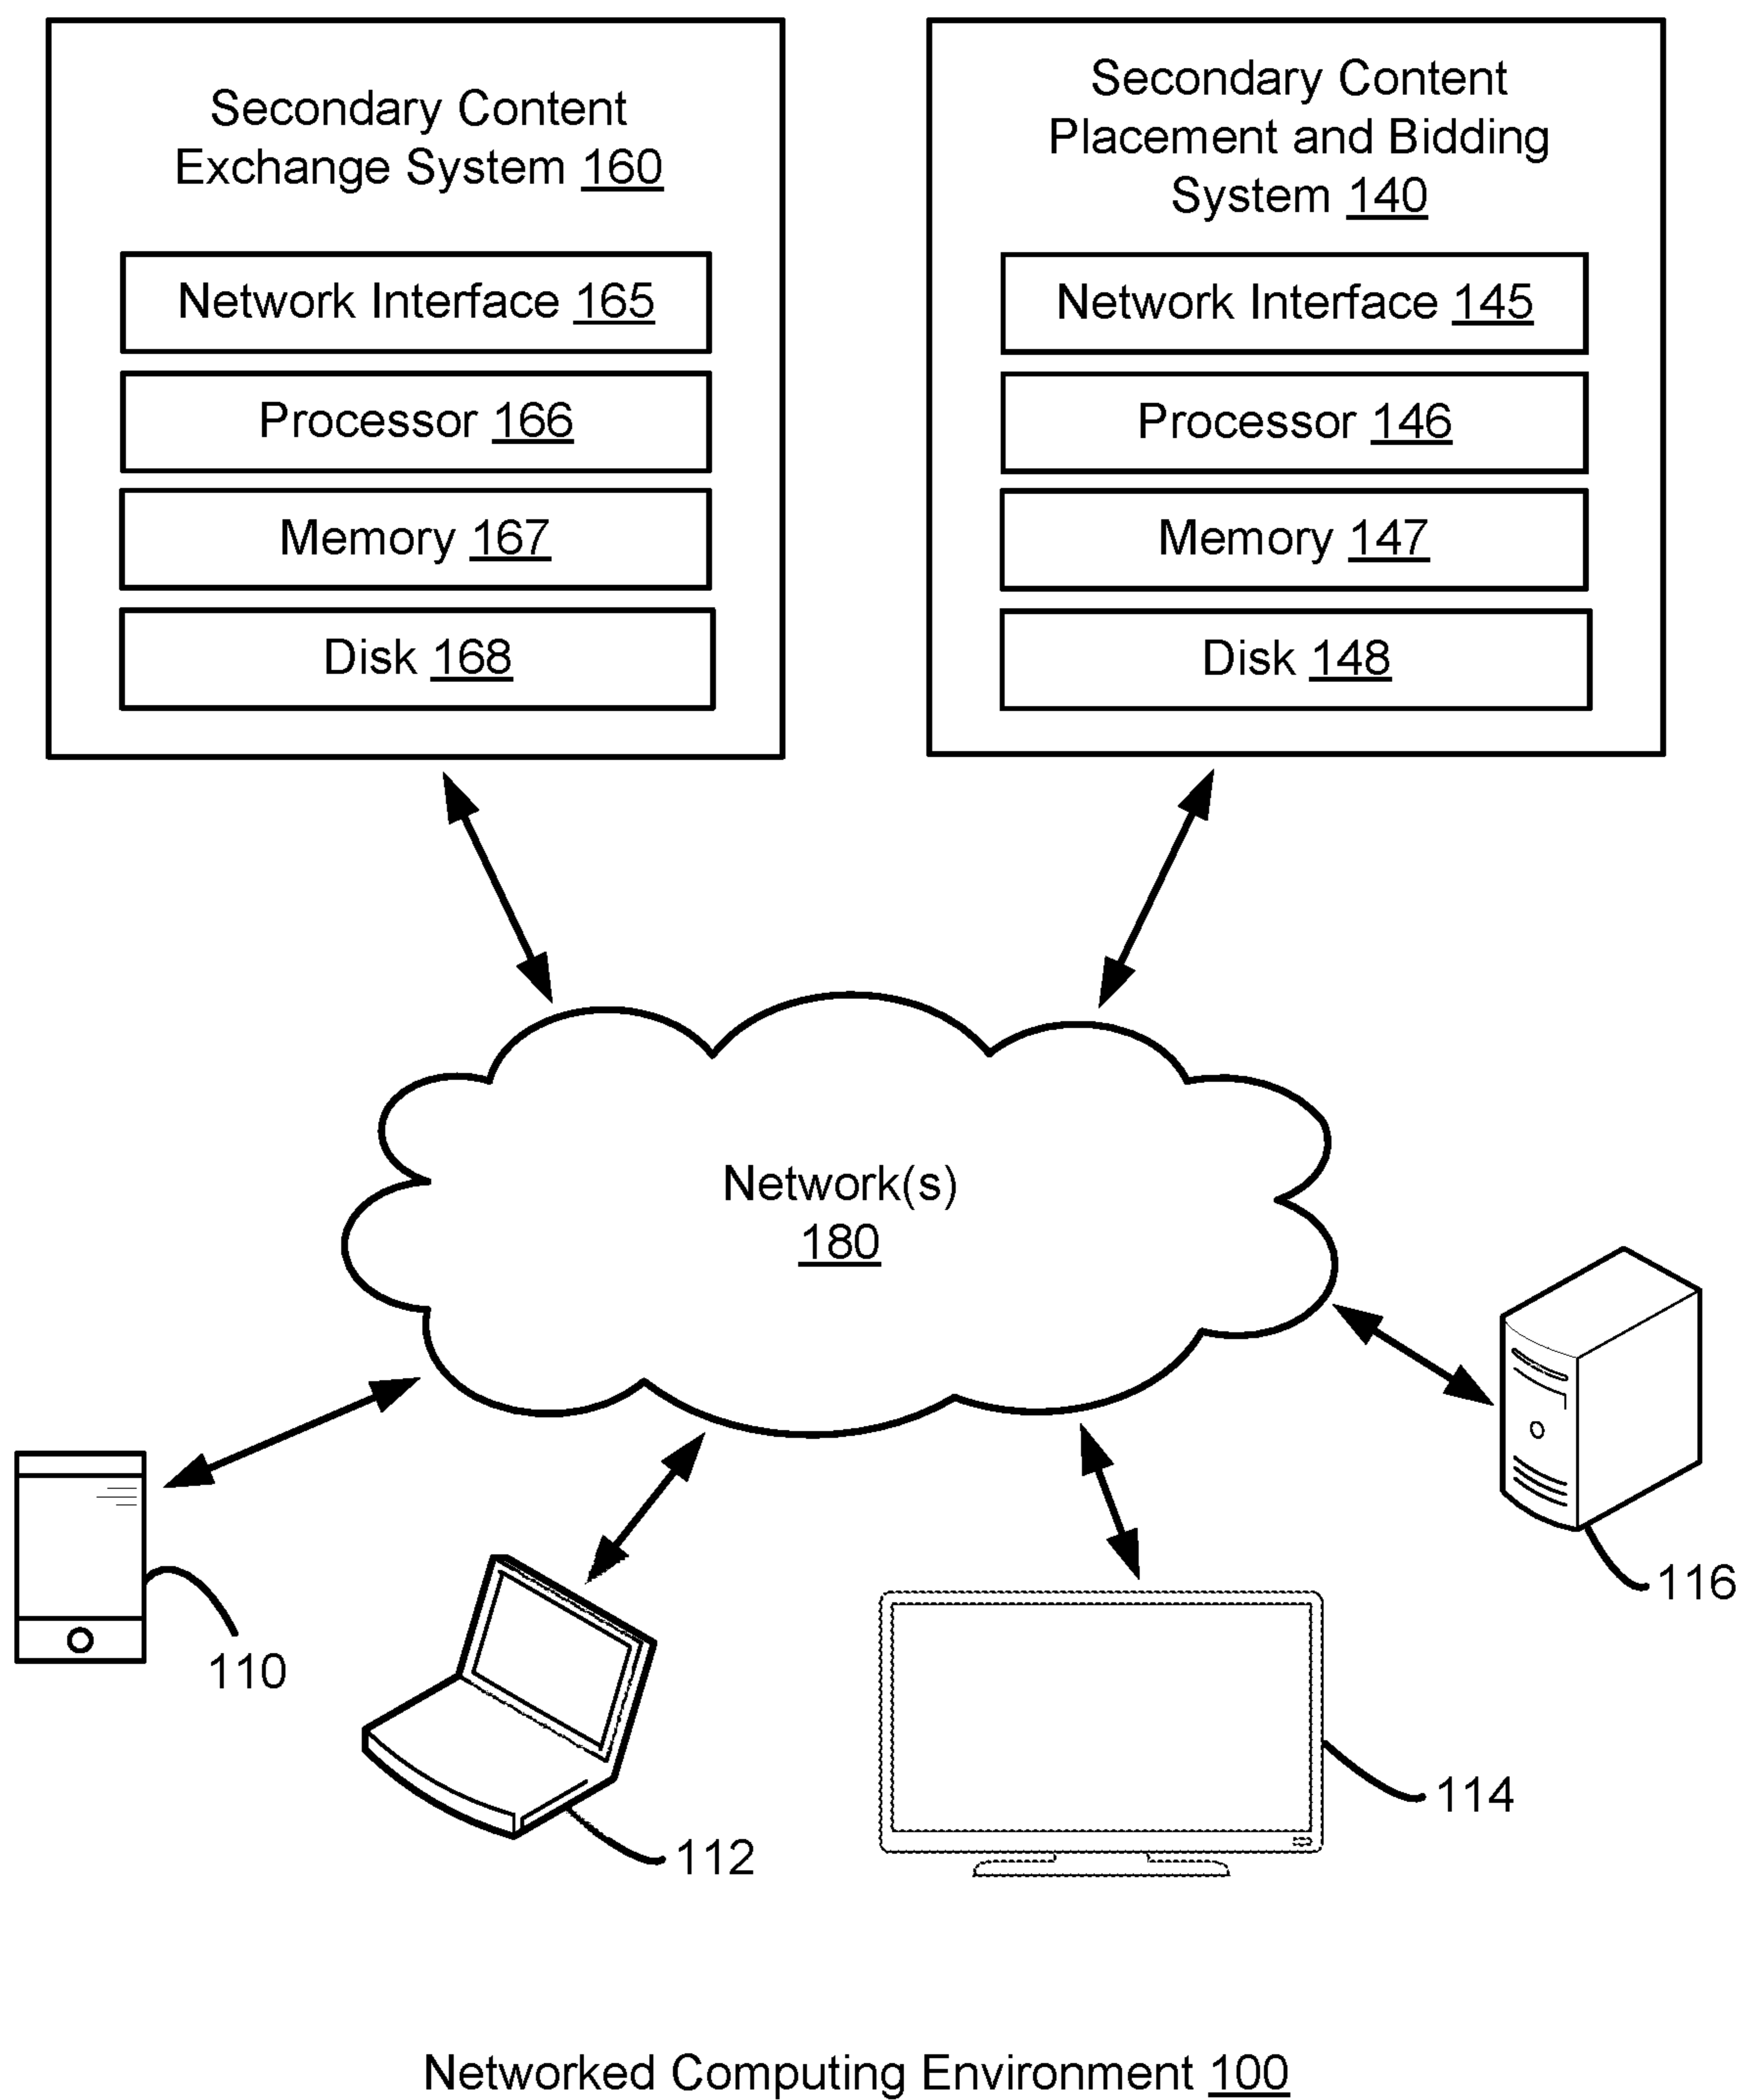 Secondary Content
Exchange System 160
Network Interface 165
Processor 166
Memory 167
Disk 168
Secondary Content
Placement and Bidding
System 140
Network Interface 145
Processor 146
Memory 147
Disk 148
Network(s)
180
110
112
114
116
Networked Computing Environment 100